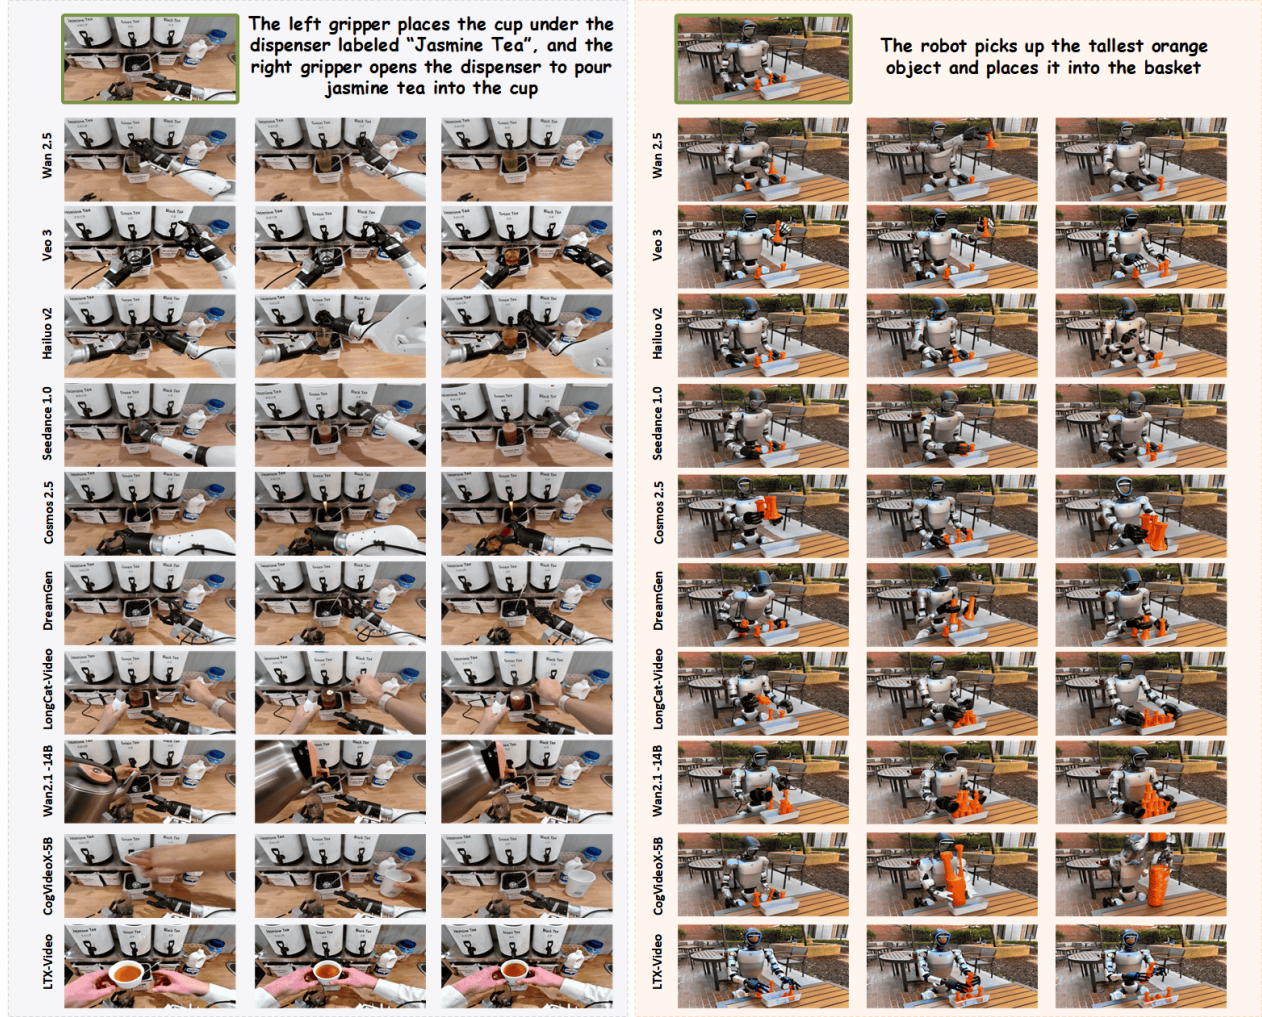 The left gripper places the cup under the
dispenser labeled “Jasmine Tea”, and the
right gripper opens the dispenser to pour
jasmine tea into the cup
Wan 2.5
Veo 3
Hailuo v2
Seedance 1.0
Cosmos 2.5
DreamGen
LongCat-Video
Wan2.1 -14B
CogVideoX-5B
LTX-Video
The robot picks up the tallest orange
object and places it into the basket
Wan 2.5
Veo 3
Hailuo v2
Seedance 1.0
Cosmos 2.5
DreamGen
LongCat-Video
Wan2.1 -14B
CogVideoX-5B
LTX-Video